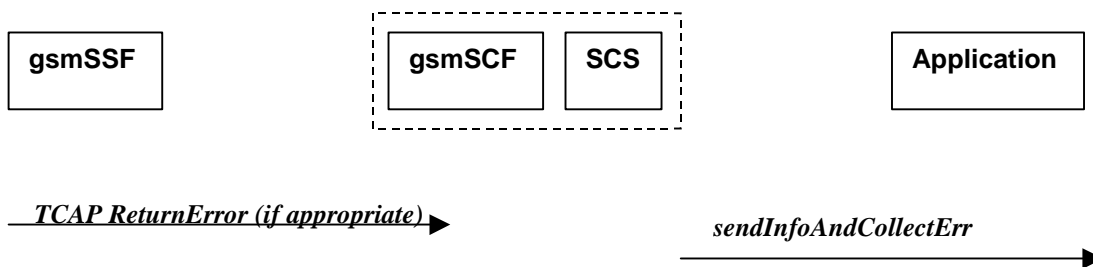 gsmSSF gsmSCF SCS Application
TCAP ReturnError (if appropriate)
sendInfoAndCollectErr